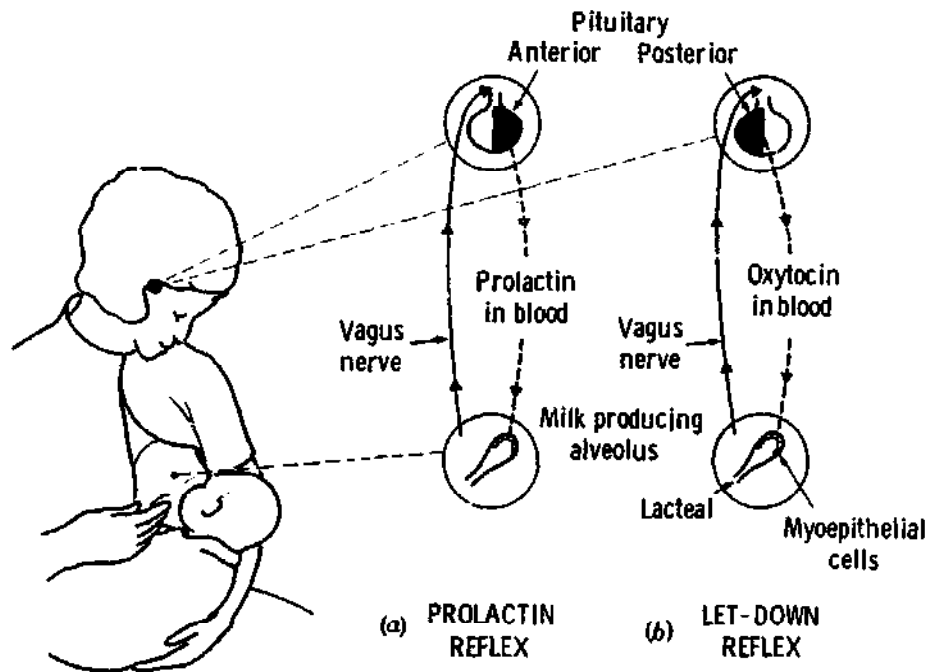 Pituitary
Anterior Posterior
Prolactin
in blood
Oxytocin
in blood
Vagus
nerve
Vagus
nerve
Milk producing
alveolus
Lacteal
Myoepithelial
cells
(a) PROLACTIN
REFLEX
(b) LET-DOWN
REFLEX